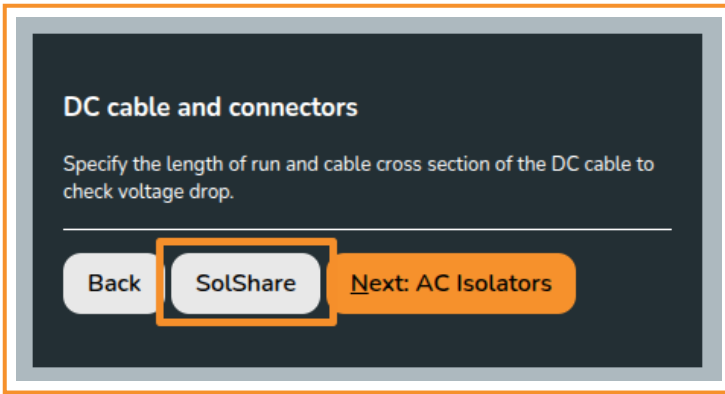 DC cable and connectors
Specify the length of run and cable cross section of the DC cable to
check voltage drop.
Back
SolShare
Next: AC Isolators